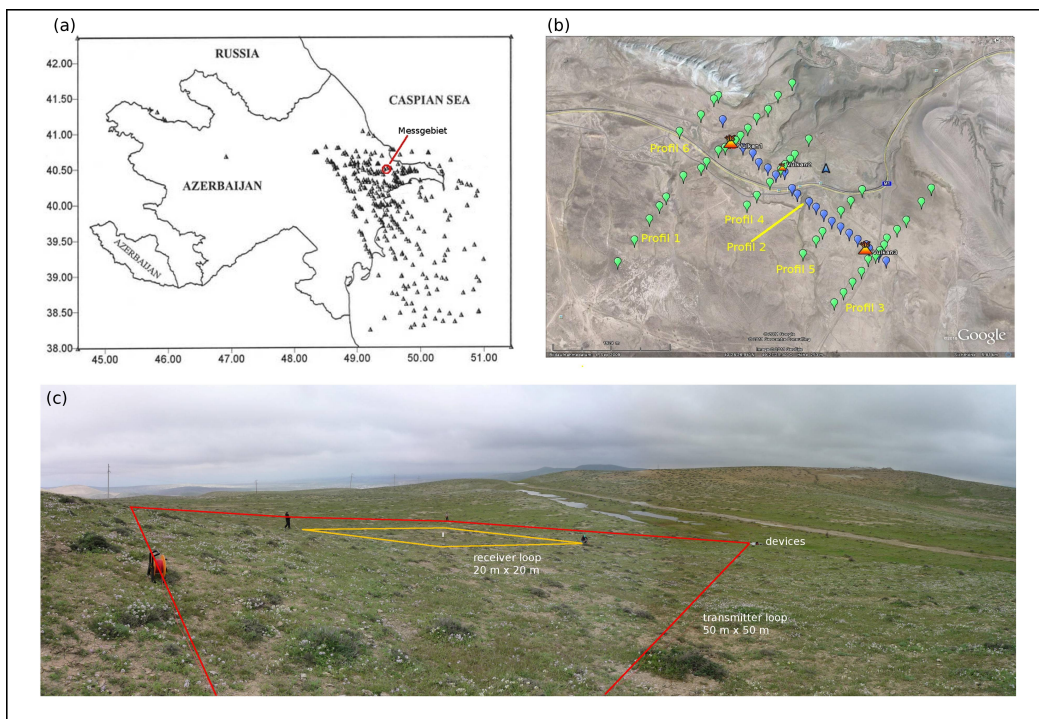 (a)
42.00
41.50
41.00
40.50
40.00
39.50
39.00
38.50
38.00
45.00 46.00 47.00 48.00 49.00 50.00 51.00
RUSSIA
CASPIAN SEA
Messgebiet
AZERBAIJAN
AZERBAIJAN
(b)
Profil 6
Vulkan1
Vulkan2
Profil 4
Profil 1
Profil 2
Profil 5
Vulkan3
Profil 3
Google
(c)
devices
receiver loop
20 m x 20 m
transmitter loop
50 m x 50 m